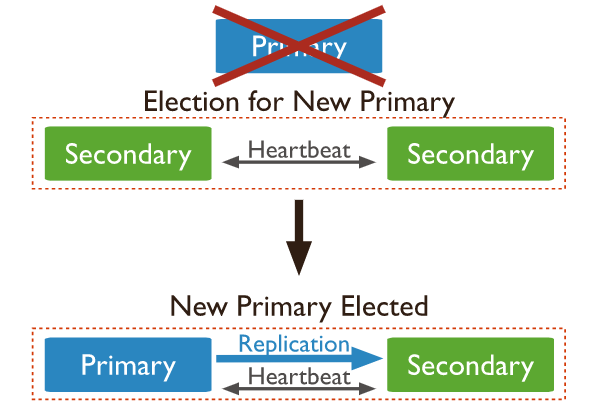 Primary
Election for New Primary
Secondary
Heartbeat
Secondary
New Primary Elected
Primary
Replication
Heartbeat
Secondary